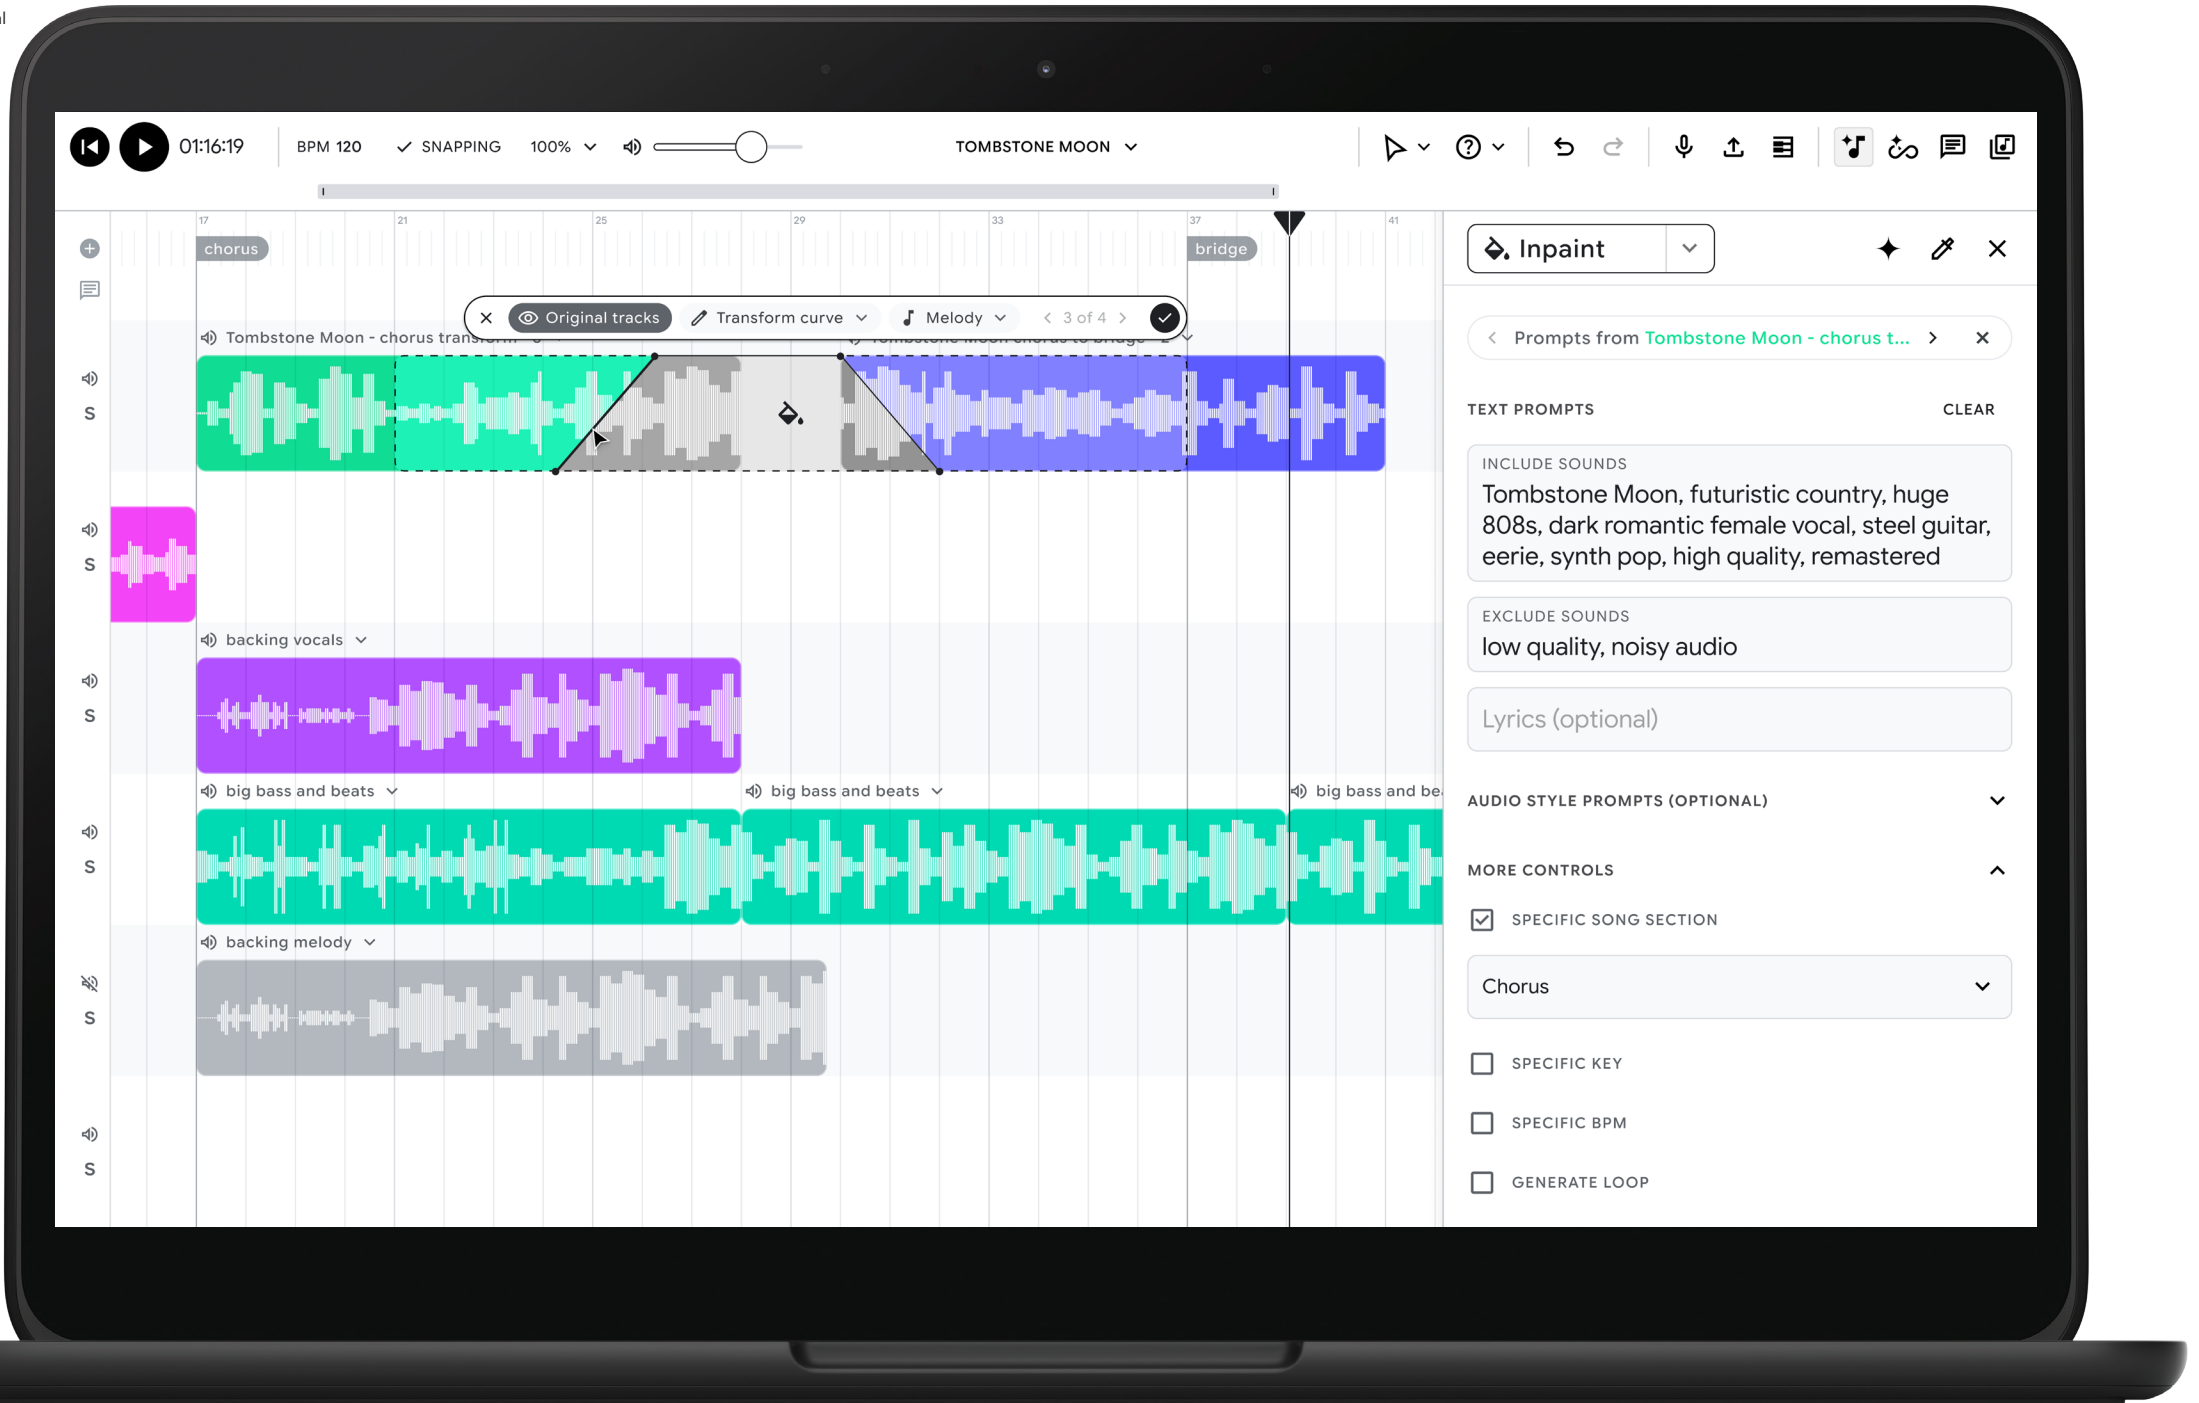 01:16:19
BPM 120
SNAPPING
100%
TOMBSTONE MOON
17
21
25
29
33
37
41
chorus
bridge
Original tracks
Transform curve
Melody
3 of 4
Tombstone Moon - chorus
S
S
backing vocals
S
big bass and beats
big bass and beats
big bass and be
S
backing melody
S
S
Inpaint
Prompts from Tombstone Moon - chorus t...
TEXT PROMPTS
CLEAR
INCLUDE SOUNDS
Tombstone Moon, futuristic country, huge
808s, dark romantic female vocal, steel guitar,
eerie, synth pop, high quality, remastered
EXCLUDE SOUNDS
low quality, noisy audio
Lyrics (optional)
AUDIO STYLE PROMPTS (OPTIONAL)
MORE CONTROLS
SPECIFIC SONG SECTION
Chorus
SPECIFIC KEY
SPECIFIC BPM
GENERATE LOOP